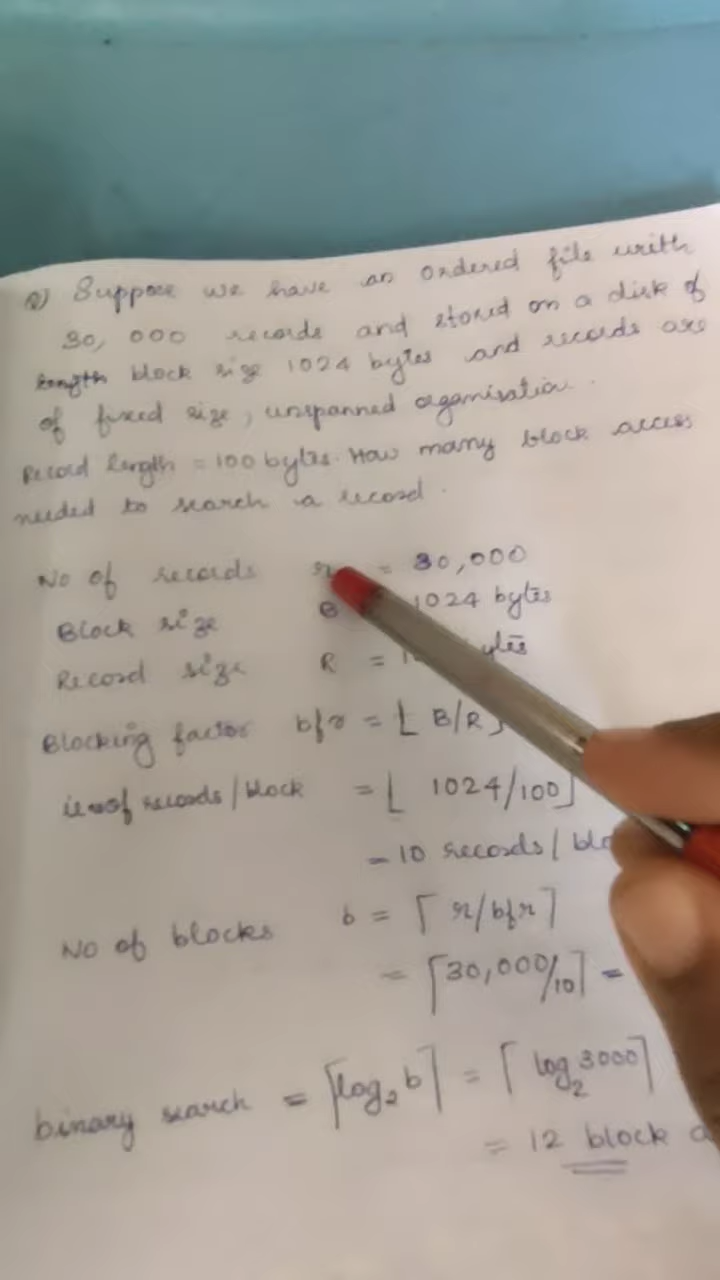 Q) Suppose we have an ordered file with
30,000 records and stored on a disk of
block size 1024 bytes and records are
of fixed size, unspanned organisation.
Record length = 100 bytes. How many block access
needed to search a record.
No of records r = 30,000
Block size B 1024 bytes
Record size R = ytes
Blocking factor bfr = ⌊ B/R ⌋
ie no of records/block = ⌊ 1024/100 ⌋
= 10 records/ blo
No of blocks b = ⌈ r/bfr ⌉
= ⌈30,000/10⌉ =
binary search = ⌈log₂ b⌉ = ⌈ log₂ 3000⌉
= 12 block a